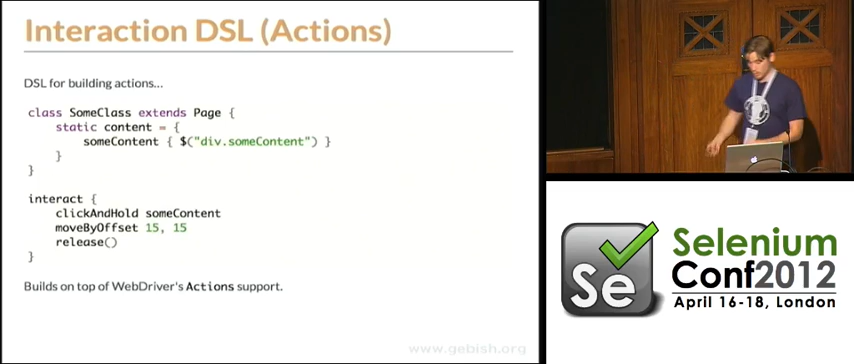 Interaction DSL (Actions)
DSL for building actions...
class SomeClass extends Page {
static content = {
someContent { $("div.someContent") }
}
}
interact {
clickAndHold someContent
moveByOffset 15, 15
release()
}
Builds on top of WebDriver's Actions support.
www.gebish.org
Se
Selenium
Conf2012
April 16-18, London